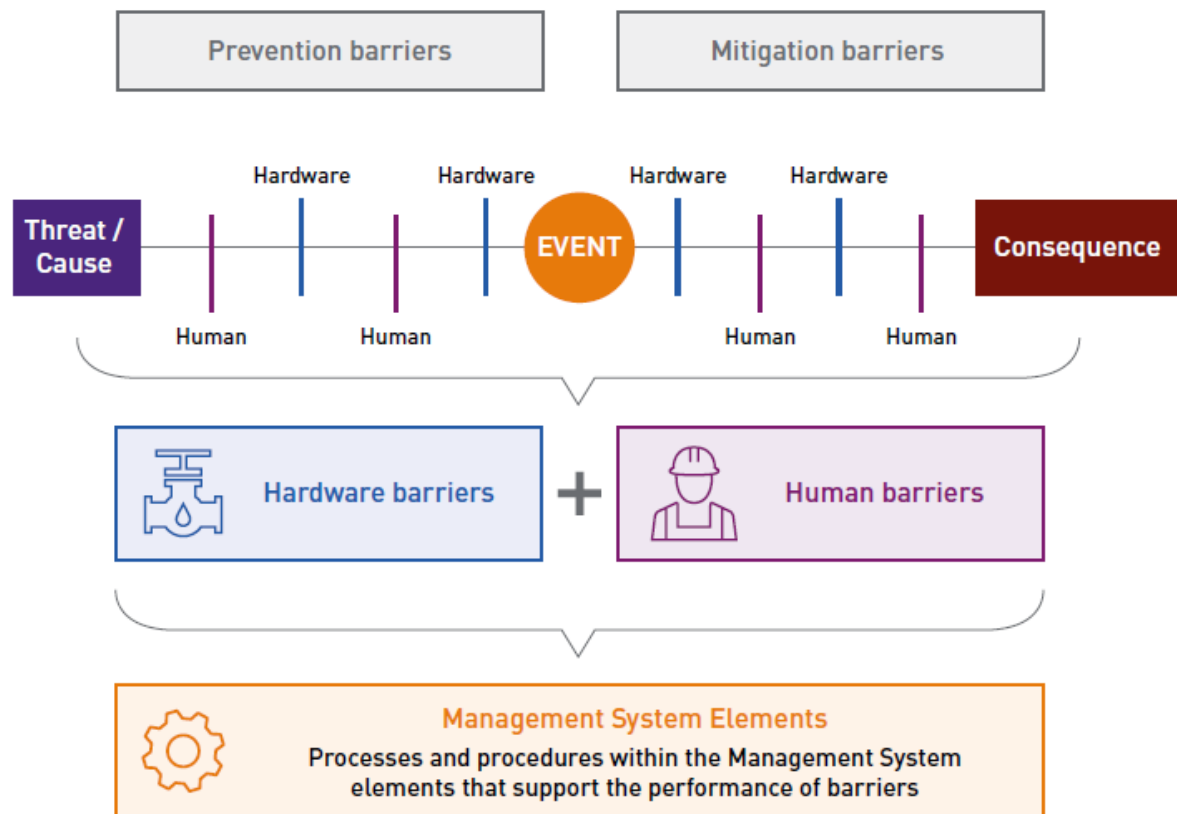 Prevention barriers
Mitigation barriers
Hardware
Hardware
Hardware
Hardware
Threat /
Cause
EVENT
Consequence
Human
Human
Human
Human
Hardware barriers
+
Human barriers
Management System Elements
Processes and procedures within the Management System
elements that support the performance of barriers